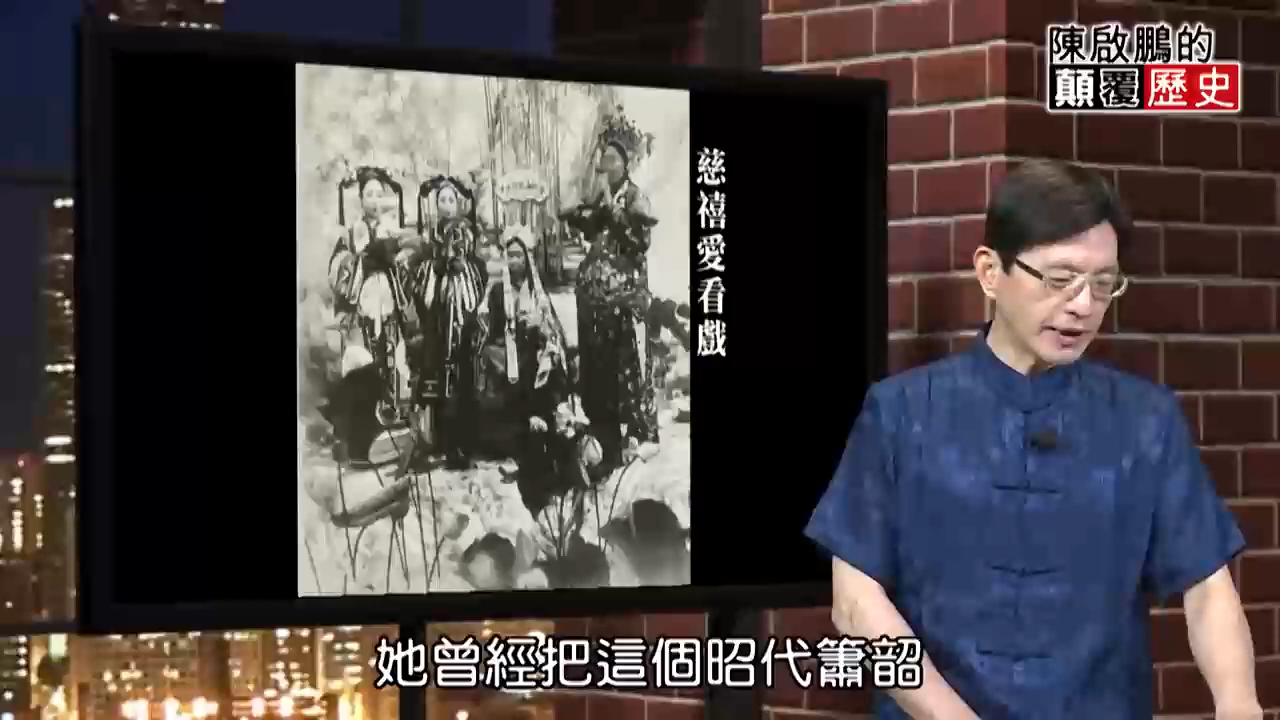 陳啟鵬的
顛覆歷史
慈禧愛看戲
她曾經把這個昭代簫韶